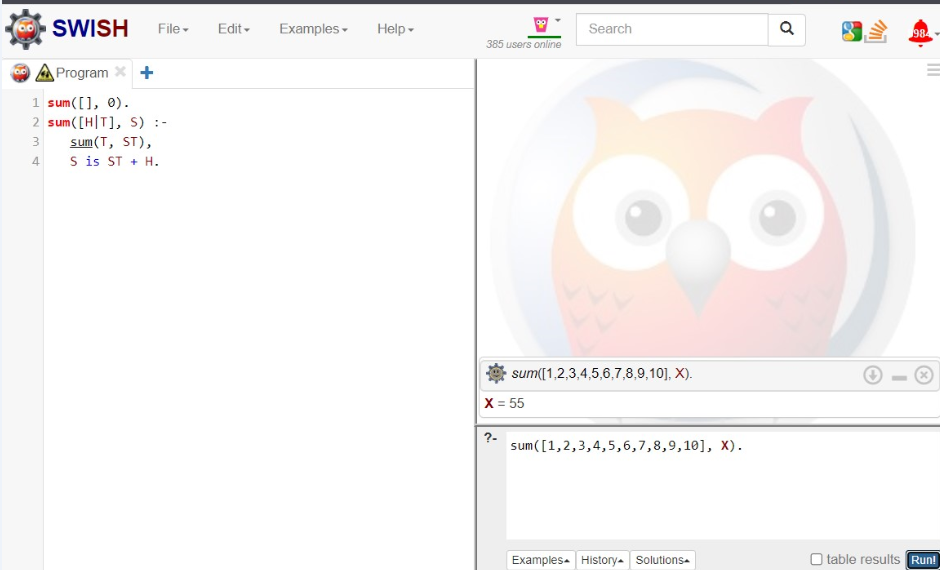 SWISH File Edit Examples Help 385 users online Search 984
Program
1 sum([], 0).
2 sum([H|T], S) :-
3 sum(T, ST),
4 S is ST + H.
sum([1,2,3,4,5,6,7,8,9,10], X).
X = 55
?- sum([1,2,3,4,5,6,7,8,9,10], X).
Examples History Solutions table results Run!